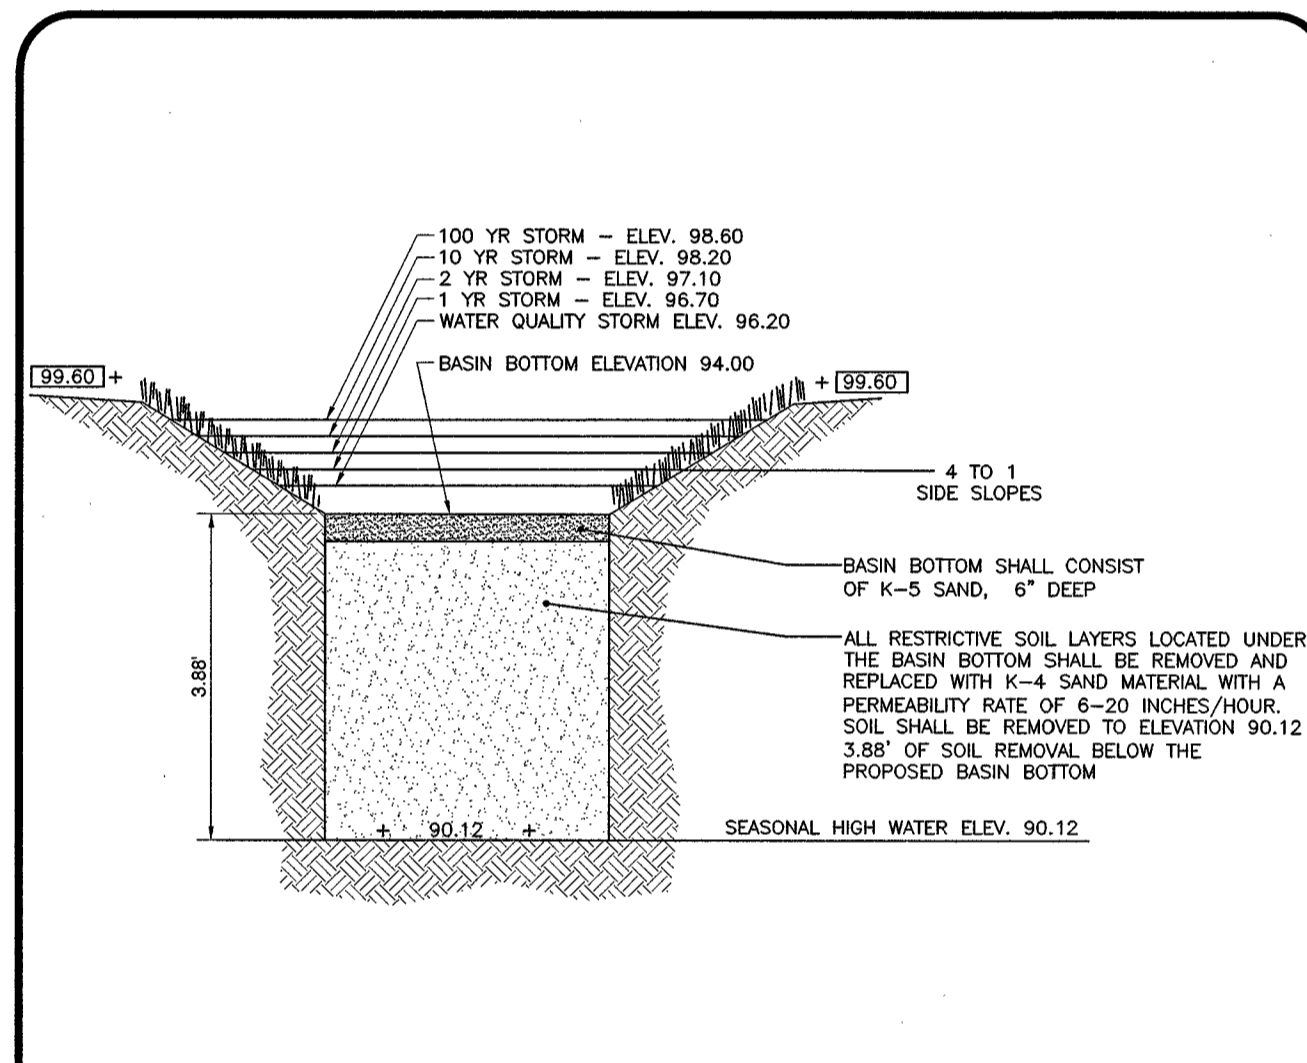 100 YR STORM – ELEV. 98.60
10 YR STORM – ELEV. 98.20
2 YR STORM – ELEV. 97.10
1 YR STORM – ELEV. 96.70
WATER QUALITY STORM ELEV. 96.20
BASIN BOTTOM ELEVATION 94.00
99.60 +
+ 99.60
4 TO 1
SIDE SLOPES
BASIN BOTTOM SHALL CONSIST
OF K–5 SAND, 6" DEEP
ALL RESTRICTIVE SOIL LAYERS LOCATED UNDER
THE BASIN BOTTOM SHALL BE REMOVED AND
REPLACED WITH K–4 SAND MATERIAL WITH A
PERMEABILITY RATE OF 6–20 INCHES/HOUR.
SOIL SHALL BE REMOVED TO ELEVATION 90.12
3.88' OF SOIL REMOVAL BELOW THE
PROPOSED BASIN BOTTOM
3.88'
+ 90.12 +
SEASONAL HIGH WATER ELEV. 90.12